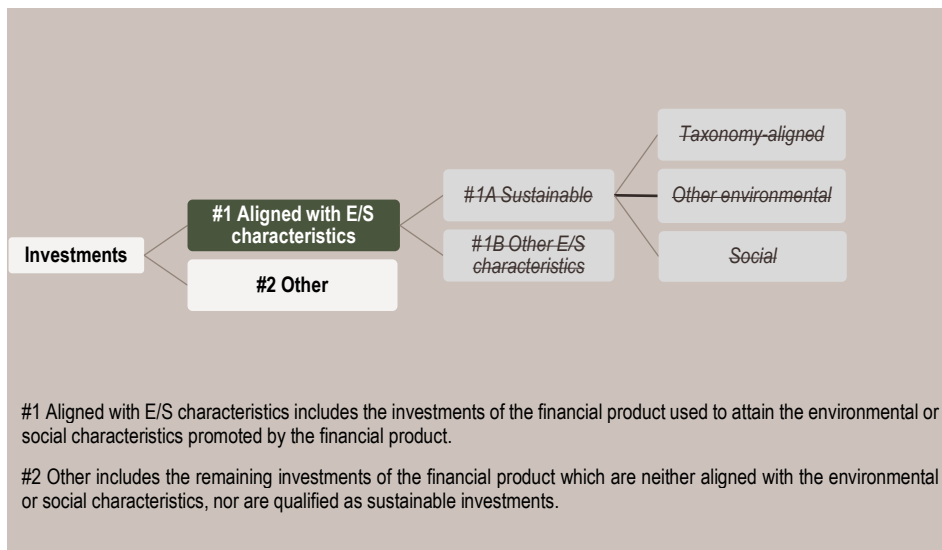 Taxonomy-aligned
#1A Sustainable
Other environmental
#1 Aligned with E/S
characteristics
#1B Other E/S
characteristics
Social
Investments
#2 Other
#1 Aligned with E/S characteristics includes the investments of the financial product used to attain the environmental or
social characteristics promoted by the financial product.
#2 Other includes the remaining investments of the financial product which are neither aligned with the environmental
or social characteristics, nor are qualified as sustainable investments.